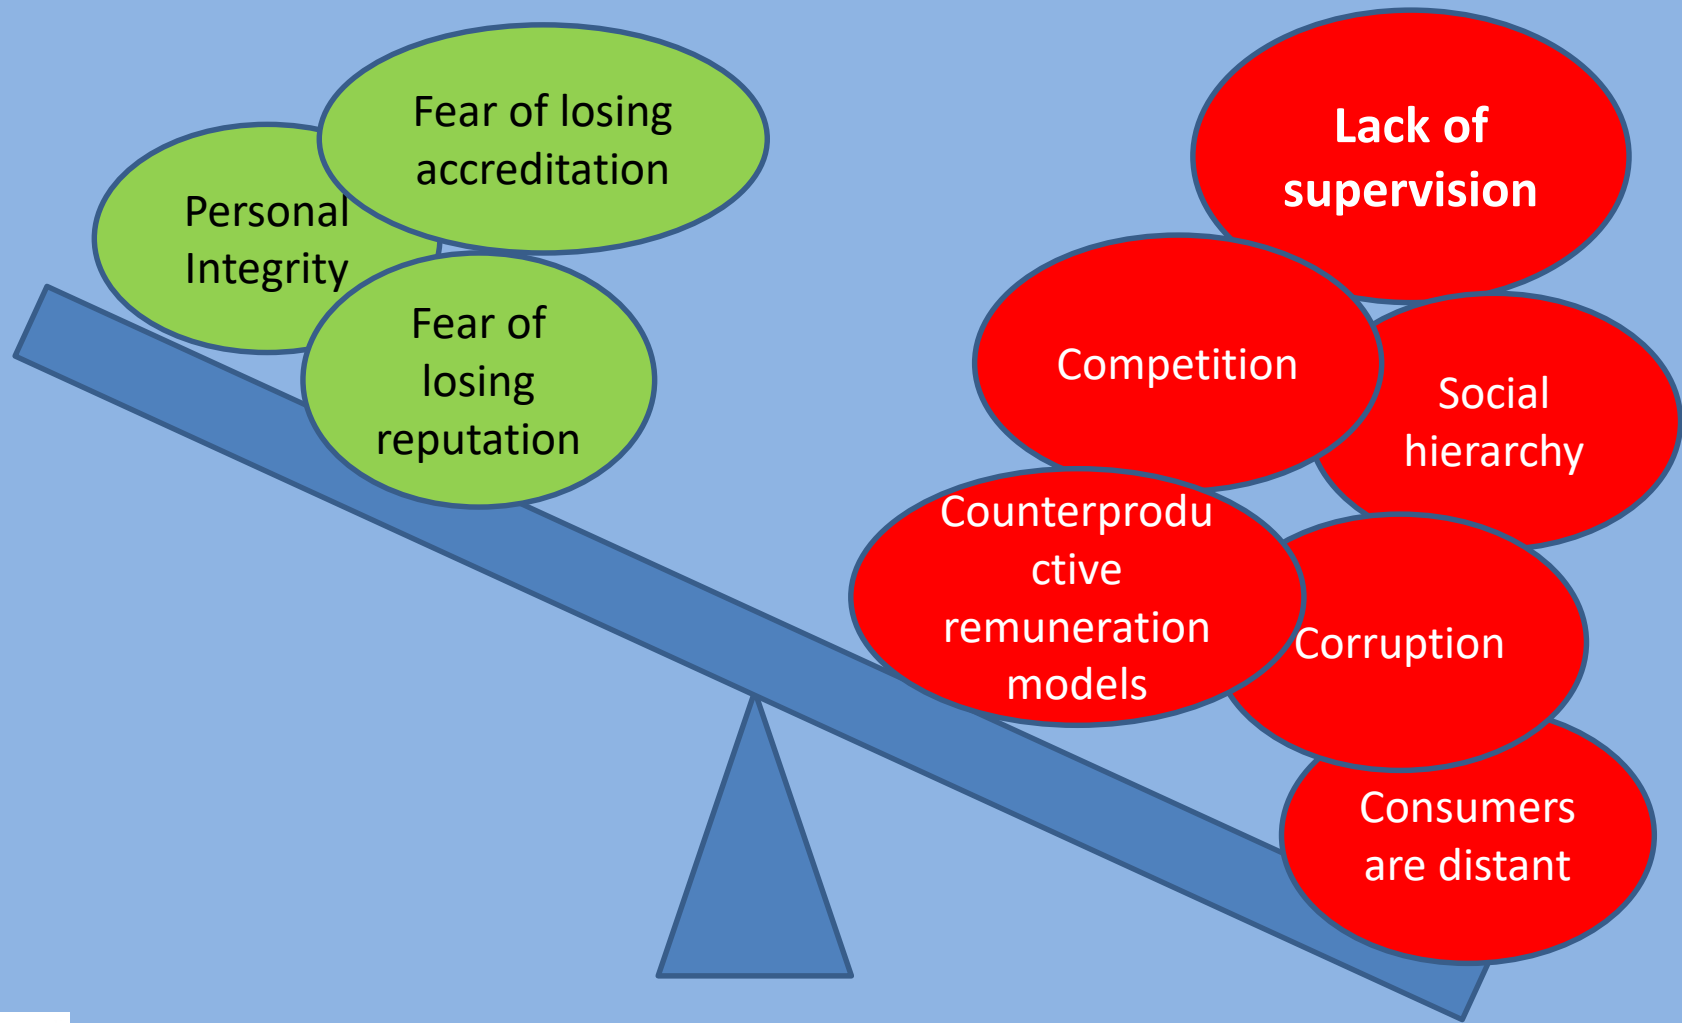 Fear of losing
accreditation
Personal
Integrity
Fear of
losing
reputation
Lack of
supervision
Competition
Social
hierarchy
Counterprodu
ctive
remuneration
models
Corruption
Consumers
are distant